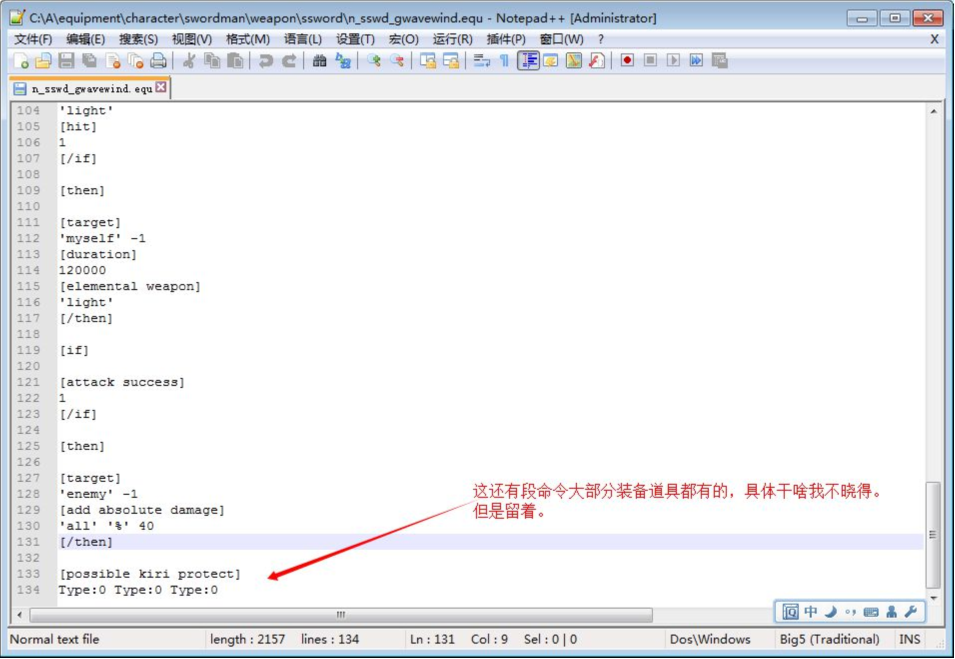 C:\A\equipment\character\swordman\weapon\ssword\n_sswd_gwavewind.equ - Notepad++ [Administrator]
文件(F) 编辑(E) 搜索(S) 视图(V) 格式(M) 语言(L) 设置(T) 宏(O) 运行(R) 插件(P) 窗口(W) ? X
n_sswd_gwavewind.equ
104 'light'
105 [hit]
106 1
107 [/if]
108
109 [then]
110
111 [target]
112 'myself' -1
113 [duration]
114 120000
115 [elemental weapon]
116 'light'
117 [/then]
118
119 [if]
120
121 [attack success]
122 1
123 [/if]
124
125 [then]
126
127 [target]
128 'enemy' -1
129 [add absolute damage]
130 'all' '%' 40
131 [/then]
132
133 [possible kiri protect]
134 Type:0 Type:0 Type:0
这还有段命令大部分装备道具都有的，具体干啥我不晓得。
但是留着。
中
Normal text file length : 2157 lines : 134 Ln : 131 Col : 9 Sel : 0 | 0 Dos\Windows Big5 (Traditional) INS